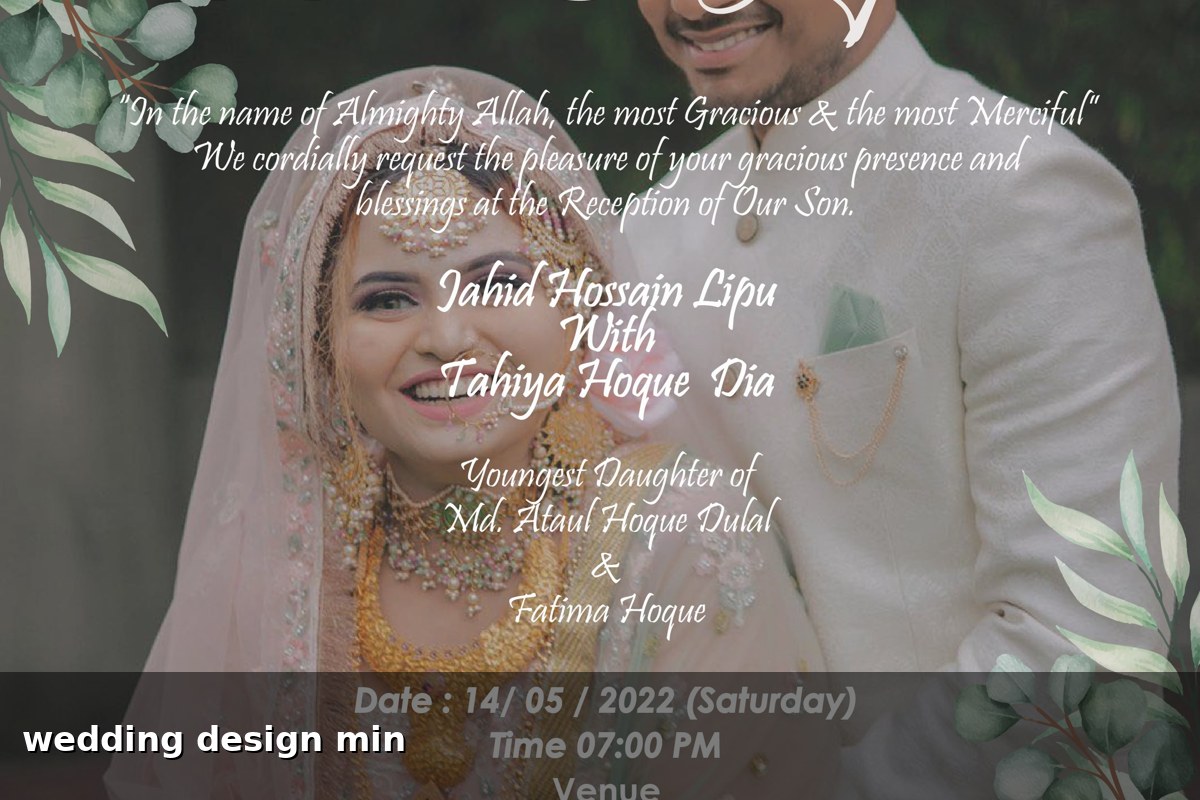 "In the name of Almighty Allah, the most Gracious & the most Merciful"
We cordially request the pleasure of your gracious presence and
blessings at the Reception of Our Son.
Jahid Hossain Lipu
With
Tahiya Hoque Dia
Youngest Daughter of
Md. Ataul Hoque Dulal
&
Fatima Hoque
Date : 14/ 05 / 2022 (Saturday)
wedding design min
Time 07:00 PM
Venue